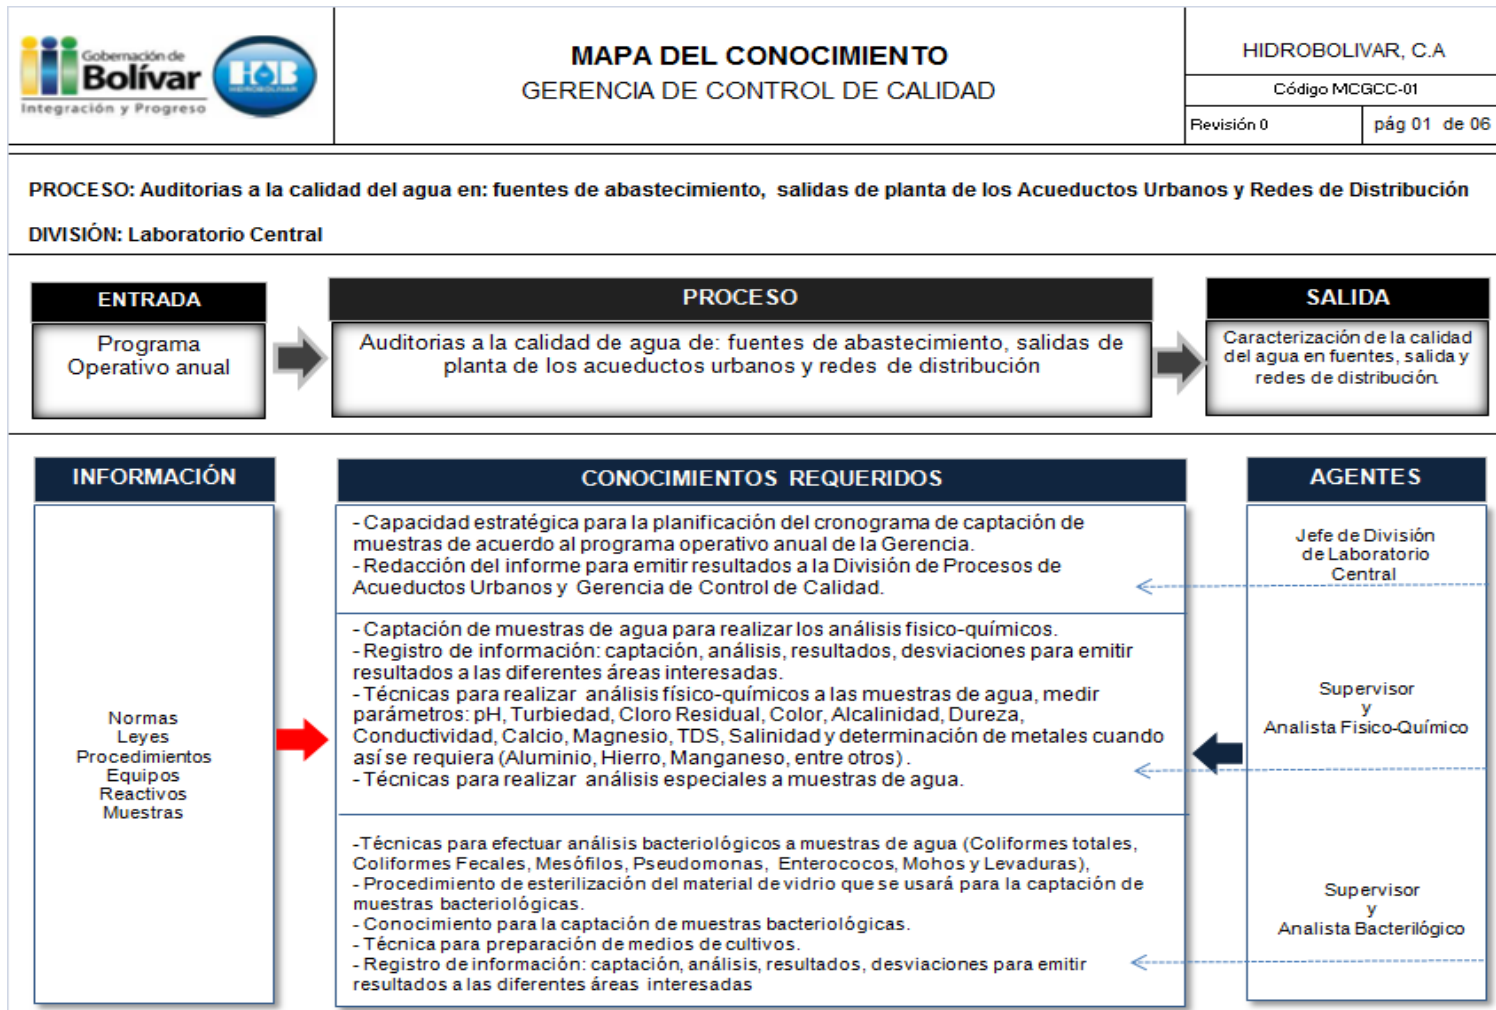 Gobernación de
Bolívar
Integración y Progreso
HOB
HIDROBOLIVAR
MAPA DEL CONOCIMIENTO
GERENCIA DE CONTROL DE CALIDAD
HIDROBOLIVAR, C.A
Código MCGCC-01
Revisión 0
pág 01 de 06
PROCESO: Auditorias a la calidad del agua en: fuentes de abastecimiento, salidas de planta de los Acueductos Urbanos y Redes de Distribución
DIVISIÓN: Laboratorio Central
ENTRADA
Programa
Operativo anual
PROCESO
Auditorias a la calidad de agua de: fuentes de abastecimiento, salidas de
planta de los acueductos urbanos y redes de distribución
SALIDA
Caracterización de la calidad
del agua en fuentes, salida y
redes de distribución.
INFORMACIÓN
Normas
Leyes
Procedimientos
Equipos
Reactivos
Muestras
CONOCIMIENTOS REQUERIDOS
- Capacidad estratégica para la planificación del cronograma de captación de
muestras de acuerdo al programa operativo anual de la Gerencia.
- Redacción del informe para emitir resultados a la División de Procesos de
Acueductos Urbanos y Gerencia de Control de Calidad.
- Captación de muestras de agua para realizar los análisis fisico-químicos.
- Registro de información: captación, análisis, resultados, desviaciones para emitir
resultados a las diferentes áreas interesadas.
- Técnicas para realizar análisis físico-químicos a las muestras de agua, medir
parámetros: pH, Turbiedad, Cloro Residual, Color, Alcalinidad, Dureza,
Conductividad, Calcio, Magnesio, TDS, Salinidad y determinación de metales cuando
así se requiera (Aluminio, Hierro, Manganeso, entre otros).
- Técnicas para realizar análisis especiales a muestras de agua.
-Técnicas para efectuar análisis bacteriológicos a muestras de agua (Coliformes totales,
Coliformes Fecales, Mesófilos, Pseudomonas, Enterococos, Mohos y Levaduras),
- Procedimiento de esterilización del material de vidrio que se usará para la captación de
muestras bacteriológicas.
- Conocimiento para la captación de muestras bacteriológicas.
- Técnica para preparación de medios de cultivos.
- Registro de información: captación, análisis, resultados, desviaciones para emitir
resultados a las diferentes áreas interesadas
AGENTES
Jefe de División
de Laboratorio
Central
Supervisor
y
Analista Fisico-Químico
Supervisor
y
Analista Bacterilógico